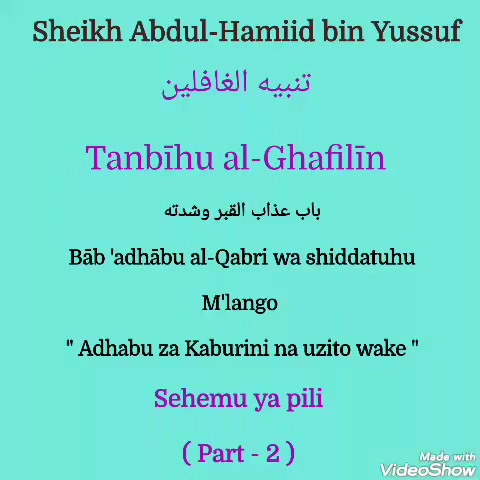 Sheikh Abdul-Hamiid bin Yussuf
تنبيه الغافلين
Tanbīhu al-Ghafilīn
باب عذاب القبر وشدته
Bāb 'adhābu al-Qabri wa shiddatuhu
M'lango
" Adhabu za Kaburini na uzito wake "
Sehemu ya pili
( Part - 2 )
Made with
VideoShow